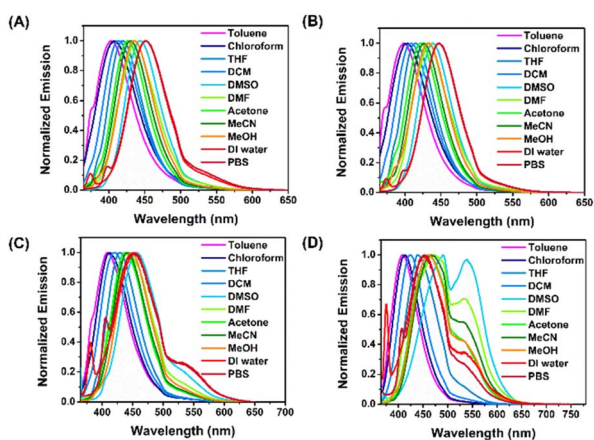 (A)
Normalized Emission
1.0
0.8
0.6
0.4
0.2
0.0
Toluene
Chloroform
THF
DCM
DMSO
DMF
Acetone
MeCN
MeOH
DI water
PBS
400 450 500 550 600 650
Wavelength (nm)
(B)
Normalized Emission
1.0
0.8
0.6
0.4
0.2
0.0
Toluene
Chloroform
THF
DCM
DMSO
DMF
Acetone
MeCN
MeOH
DI water
PBS
400 450 500 550 600 650
Wavelength (nm)
(C)
Normalized Emission
1.0
0.8
0.6
0.4
0.2
0.0
Toluene
Chloroform
THF
DCM
DMSO
DMF
Acetone
MeCN
MeOH
DI water
PBS
400 450 500 550 600 650 700
Wavelength (nm)
(D)
Normalized Emission
1.0
0.8
0.6
0.4
0.2
0.0
Toluene
Chloroform
THF
DCM
DMSO
DMF
Acetone
MeCN
MeOH
DI water
PBS
400 450 500 550 600 650 700 750
Wavelength (nm)